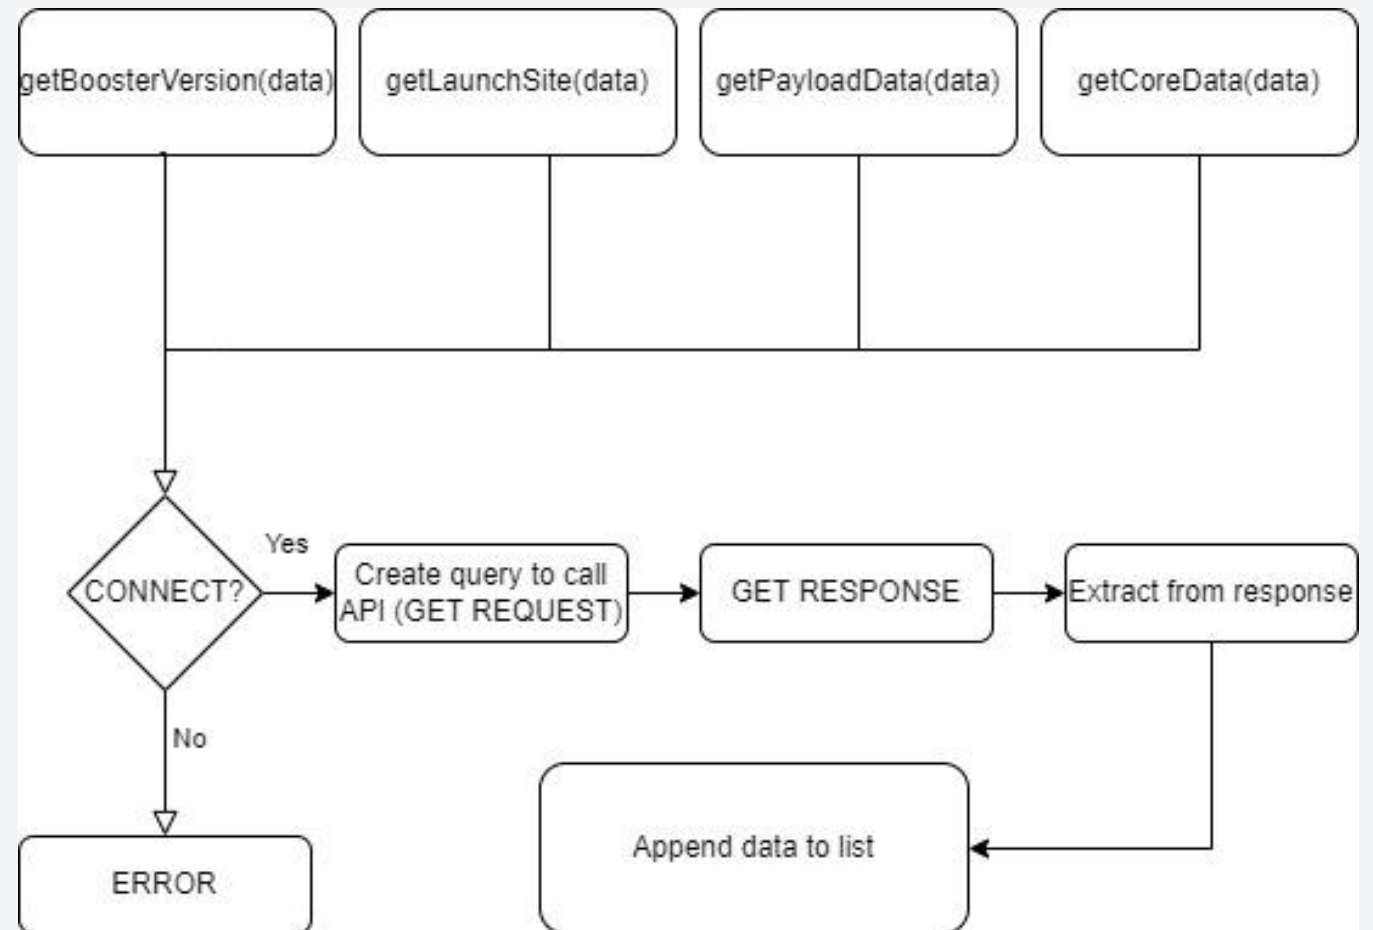 getBoosterVersion(data)
getLaunchSite(data)
getPayloadData(data)
getCoreData(data)
CONNECT?
Yes
Create query to call
API (GET REQUEST)
GET RESPONSE
Extract from response
No
Append data to list
ERROR